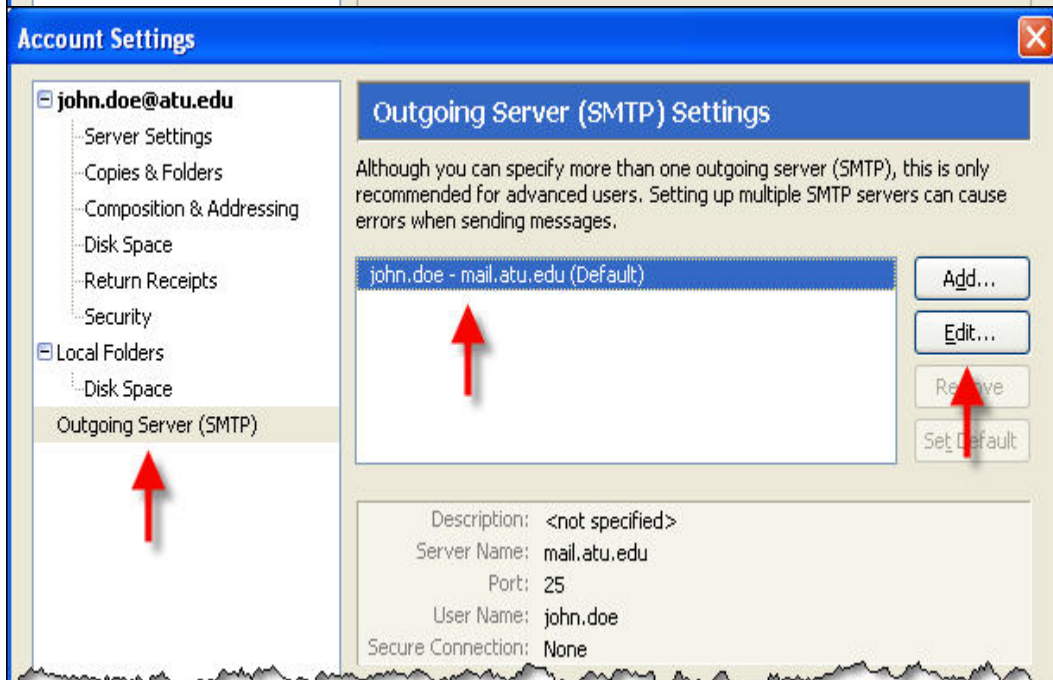 Account Settings
john.doe@atu.edu
Server Settings
Copies & Folders
Composition & Addressing
Disk Space
Return Receipts
Security
Local Folders
Disk Space
Outgoing Server (SMTP)
Outgoing Server (SMTP) Settings
Although you can specify more than one outgoing server (SMTP), this is only
recommended for advanced users. Setting up multiple SMTP servers can cause
errors when sending messages.
john.doe - mail.atu.edu (Default)
Add...
Edit...
Remove
Set Default
Description: <not specified>
Server Name: mail.atu.edu
Port: 25
User Name: john.doe
Secure Connection: None